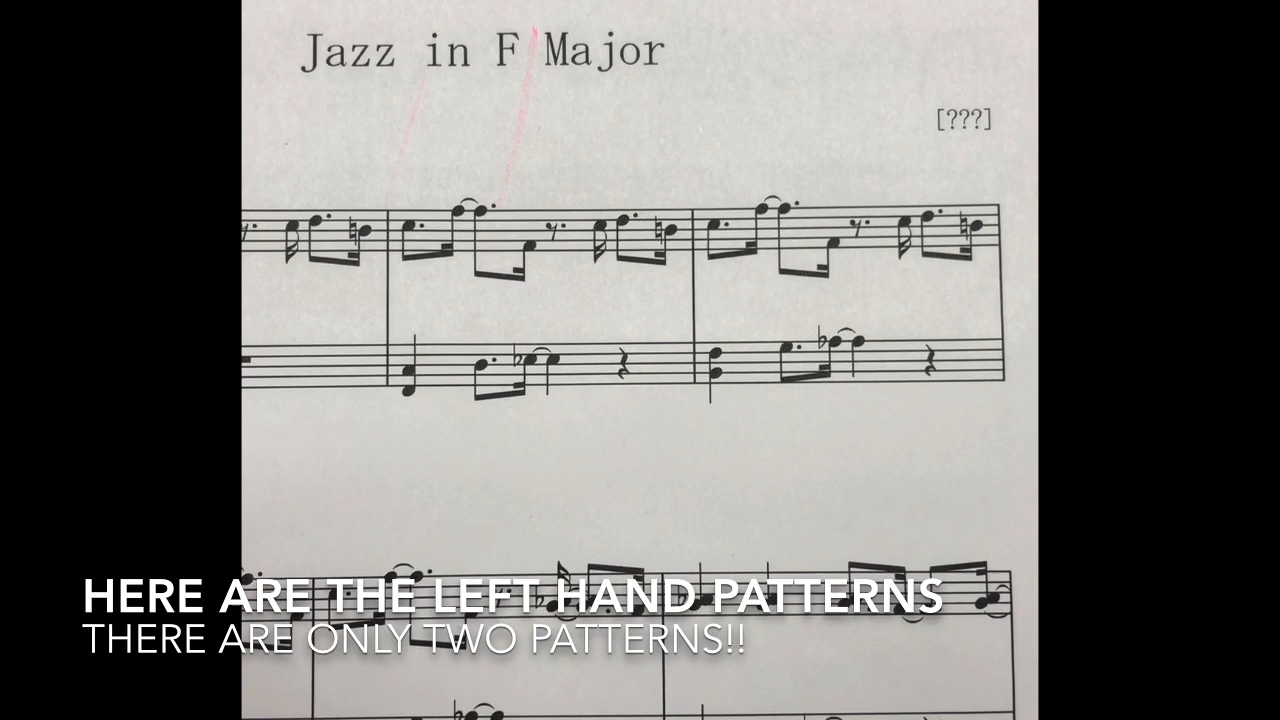 Jazz in F Major
[???]
HERE ARE THE LEFT HAND PATTERNS
THERE ARE ONLY TWO PATTERNS!!